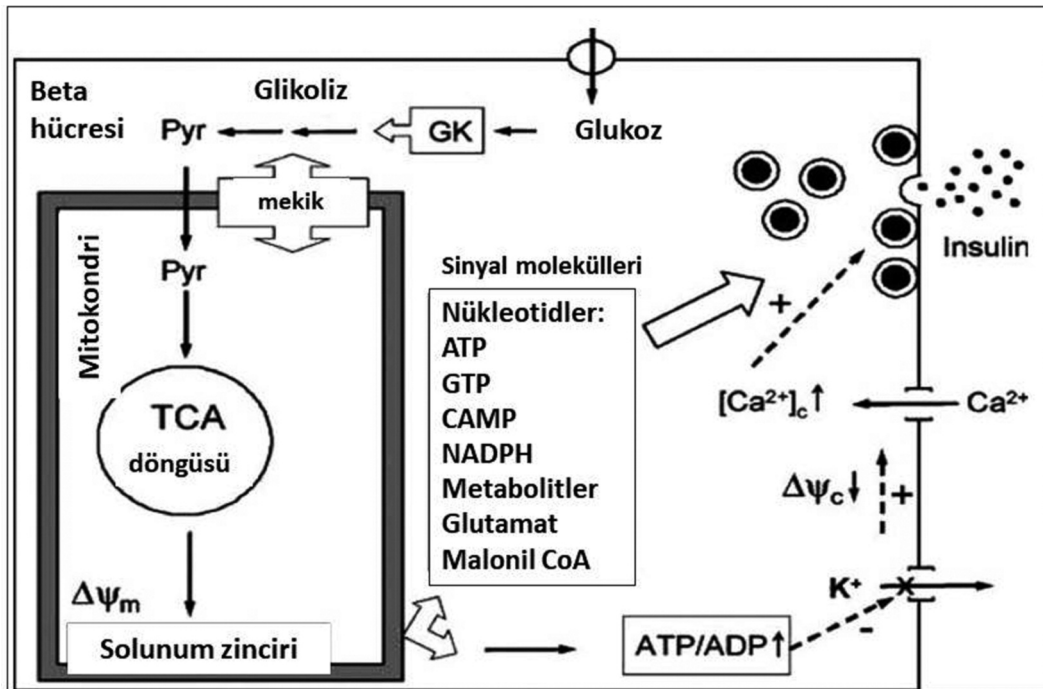 Beta
hücresi
Glikoliz
Pyr
GK
Glukoz
mekik
Mitokondri
Pyr
TCA
döngüsü
Δψm
Solunum zinciri
Sinyal molekülleri
Nükleotidler:
ATP
GTP
CAMP
NADPH
Metabolitler
Glutamat
Malonil CoA
+
Insulin
[Ca²⁺]c↑
Ca²⁺
Δψc↓
+
K⁺
x
-
ATP/ADP↑